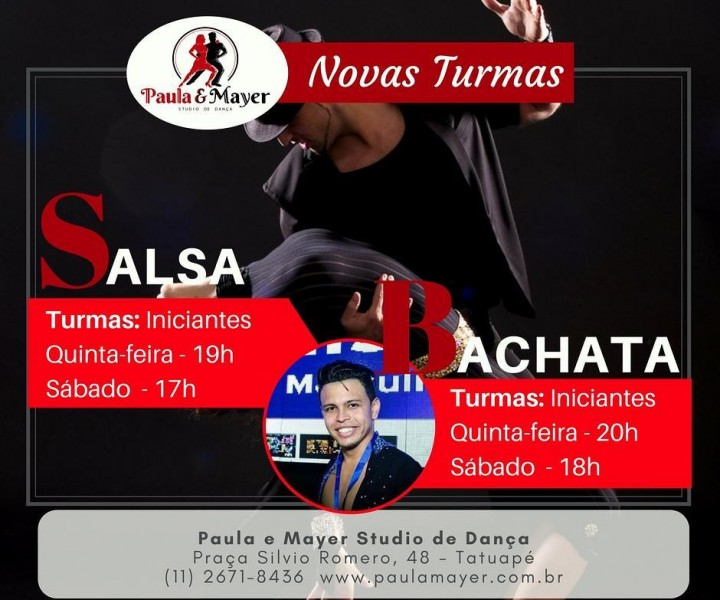 Paula & Mayer
STUDIO DE DANÇA
Novas Turmas
SALSA
Turmas: Iniciantes
Quinta-feira - 19h
Sábado - 17h
BACHATA
Turmas: Iniciantes
Quinta-feira - 20h
Sábado - 18h
Paula e Mayer Studio de Dança
Praça Silvio Romero, 48 - Tatuapé
(11) 2671-8436 www.paulamayer.com.br